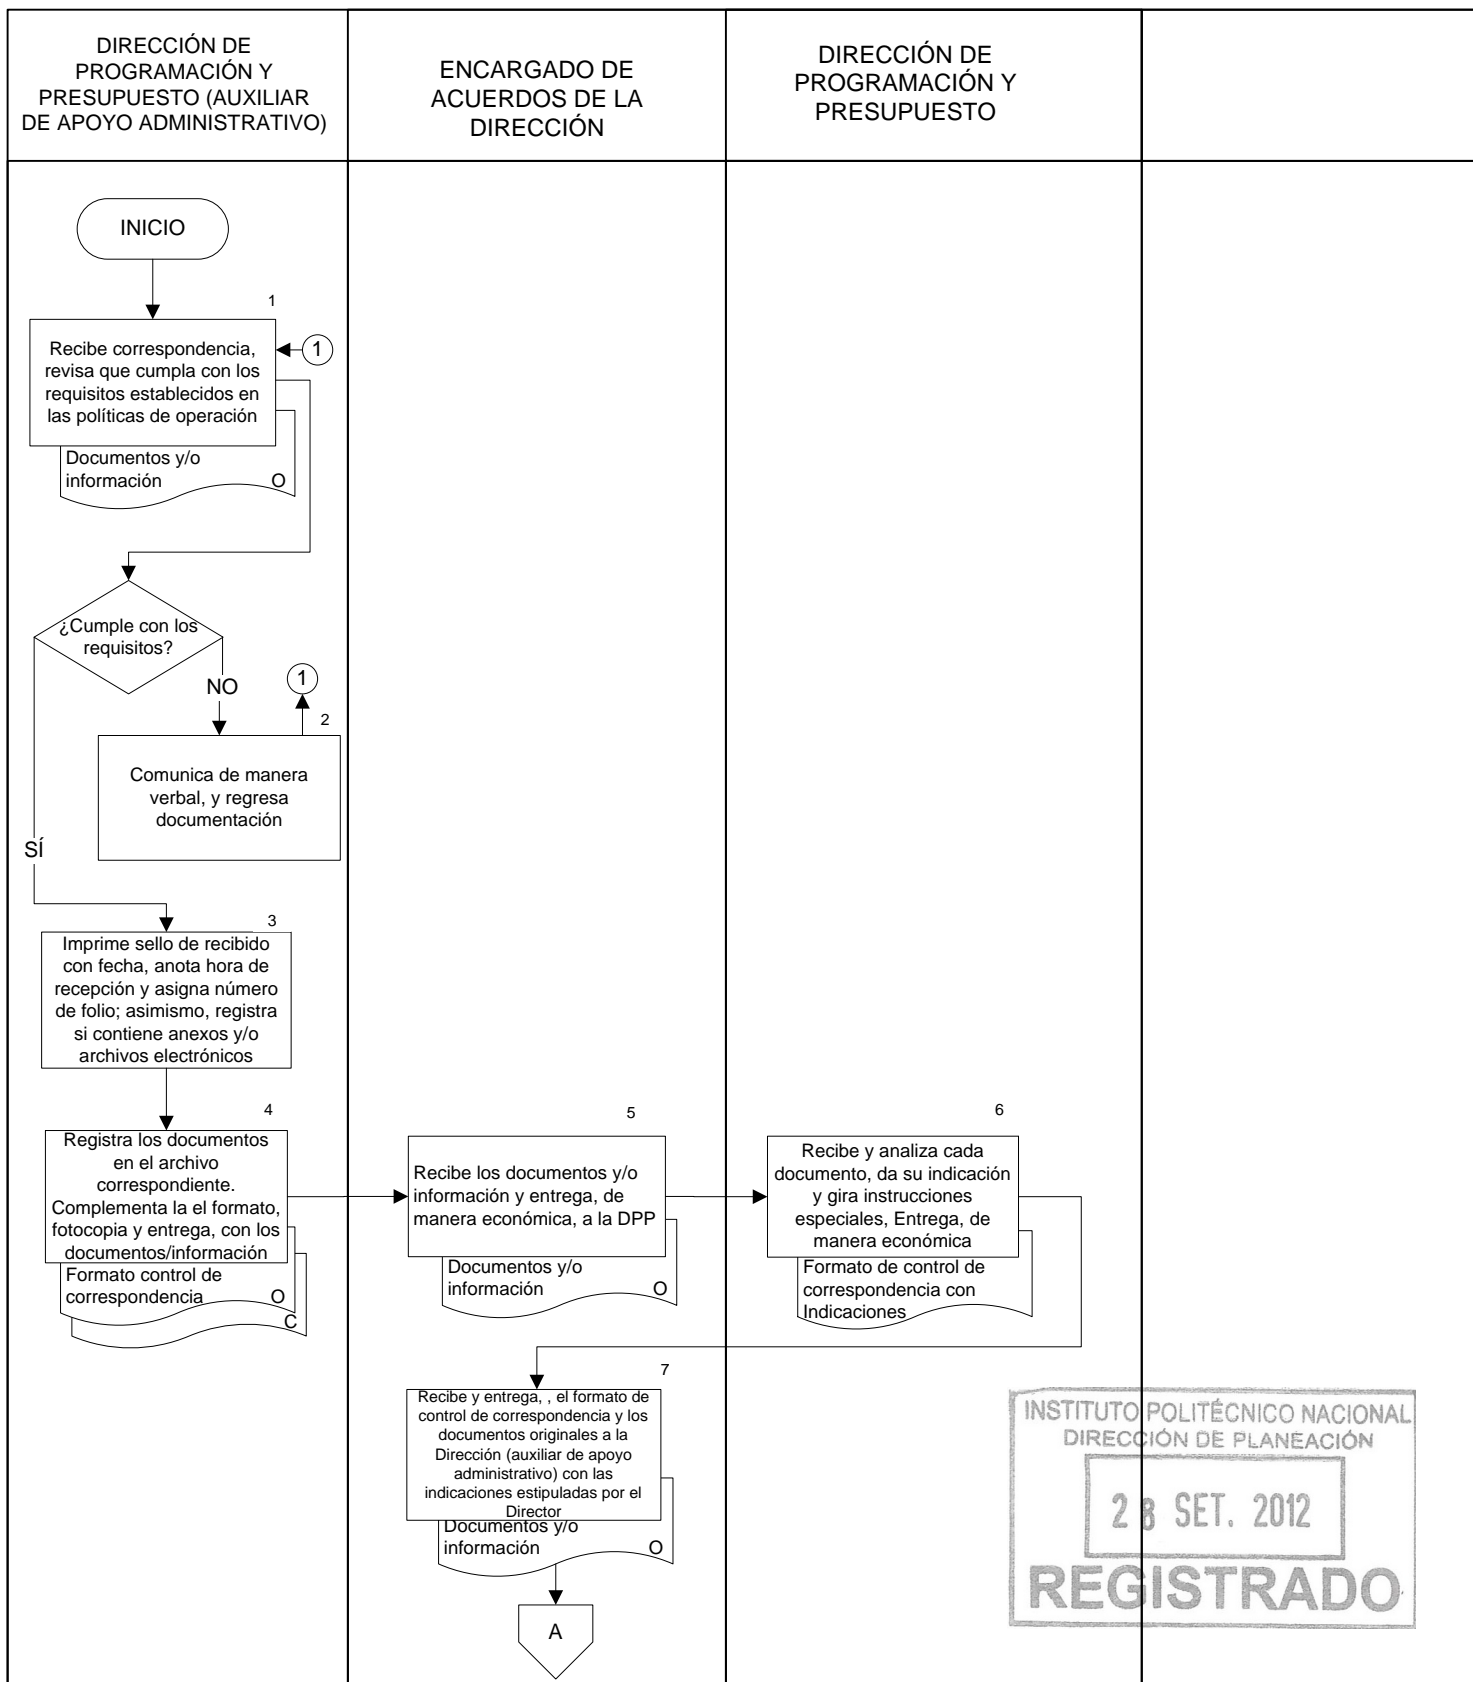 DIRECCIÓN DE
PROGRAMACIÓN Y
PRESUPUESTO (AUXILIAR
DE APOYO ADMINISTRATIVO)
ENCARGADO DE
ACUERDOS DE LA
DIRECCIÓN
DIRECCIÓN DE
PROGRAMACIÓN Y
PRESUPUESTO
INICIO
1
Recibe correspondencia,
revisa que cumpla con los
requisitos establecidos en
las políticas de operación
1
Documentos y/o
información
O
¿Cumple con los
requisitos?
NO
1
2
Comunica de manera
verbal, y regresa
documentación
SÍ
3
Imprime sello de recibido
con fecha, anota hora de
recepción y asigna número
de folio; asimismo, registra
si contiene anexos y/o
archivos electrónicos
4
Registra los documentos
en el archivo
correspondiente.
Complementa la el formato,
fotocopia y entrega, con los
documentos/información
Formato control de
correspondencia
O
C
5
Recibe los documentos y/o
información y entrega, de
manera económica, a la DPP
Documentos y/o
información
O
6
Recibe y analiza cada
documento, da su indicación
y gira instrucciones
especiales, Entrega, de
manera económica
Formato de control de
correspondencia con
Indicaciones
7
Recibe y entrega, , el formato de
control de correspondencia y los
documentos originales a la
Dirección (auxiliar de apoyo
administrativo) con las
indicaciones estipuladas por el
Director
Documentos y/o
información
O
A
INSTITUTO POLITÉCNICO NACIONAL
DIRECCIÓN DE PLANEACIÓN
28 SET. 2012
REGISTRADO